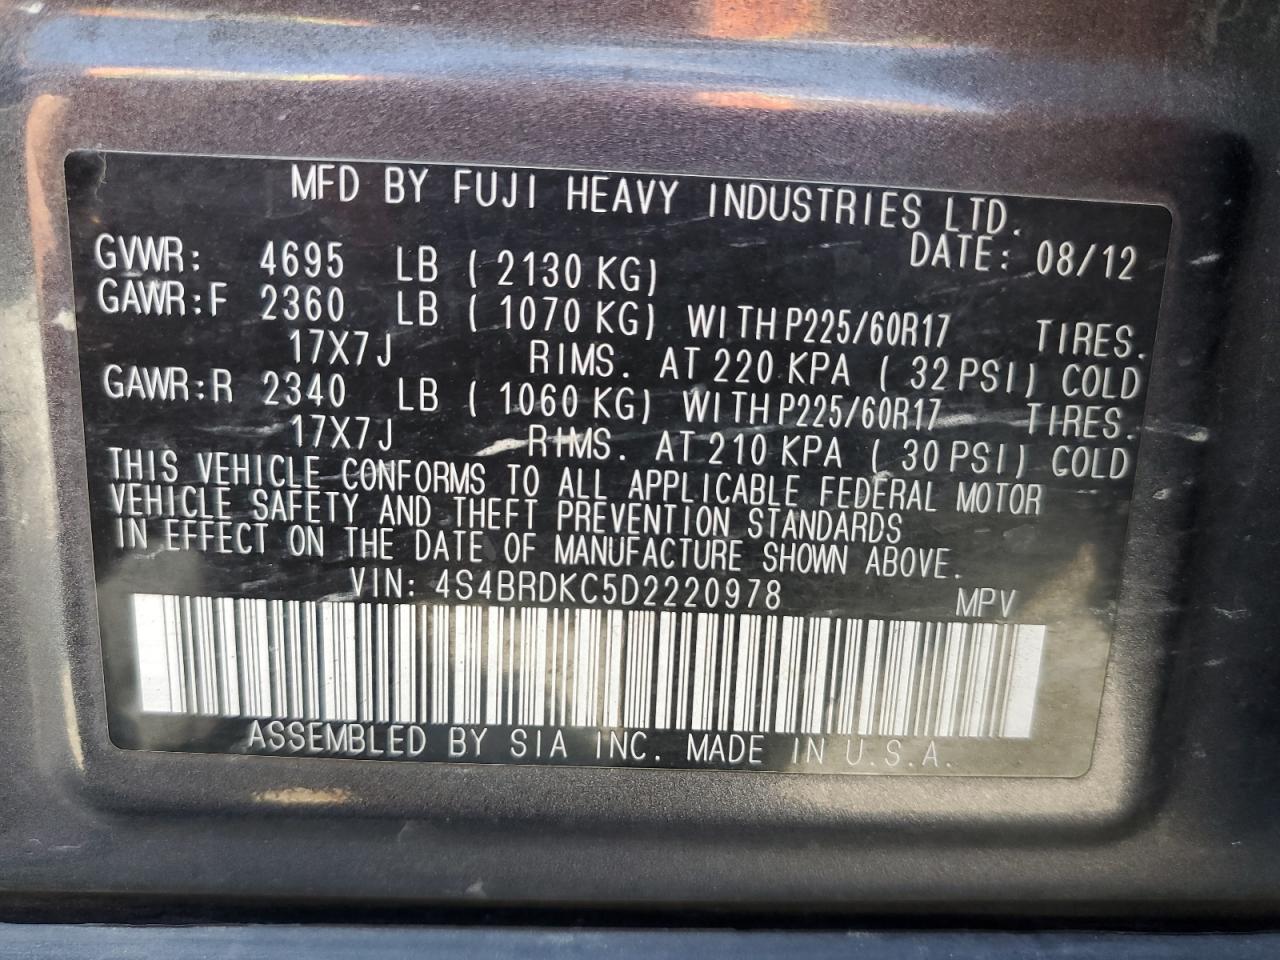 MFD BY FUJI HEAVY INDUSTRIES LTD.
DATE: 08/12
GVWR: 4695 LB ( 2130 KG)
GAWR:F 2360 LB ( 1070 KG) WITH P225/60R17 TIRES.
17X7J RIMS. AT 220 KPA ( 32 PSI) COLD
GAWR:R 2340 LB ( 1060 KG) WITH P225/60R17 TIRES.
17X7J RIMS. AT 210 KPA ( 30 PSI) COLD
THIS VEHICLE CONFORMS TO ALL APPLICABLE FEDERAL MOTOR
VEHICLE SAFETY AND THEFT PREVENTION STANDARDS
IN EFFECT ON THE DATE OF MANUFACTURE SHOWN ABOVE.
VIN: 4S4BRDKC5D2220978 MPV
ASSEMBLED BY SIA INC. MADE IN U.S.A.